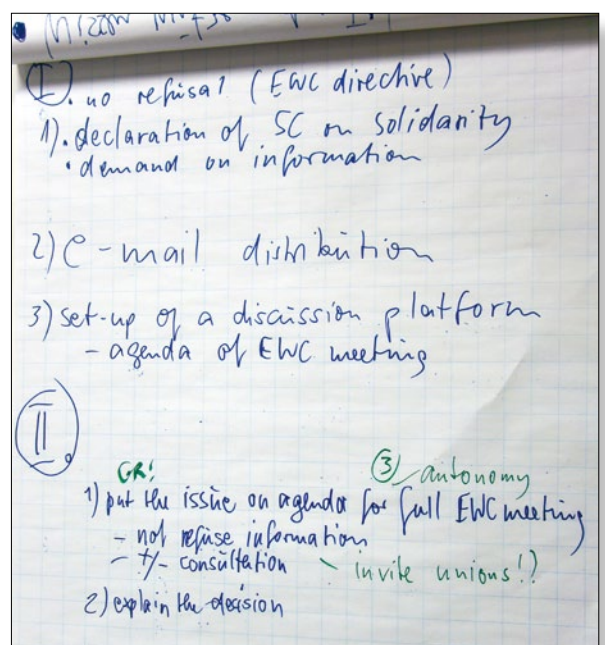 I. no refusal (EWC directive)
1) • declaration of SC on solidarity
• demand on information
2) e-mail distribution
3) set-up of a discussion platform
- agenda of EWC meeting
II.
GR! ③ autonomy
1) put the issue on agenda for full EWC meeting
- not refuse information
- +/- consultation - invite unions!?
2) explain the decision